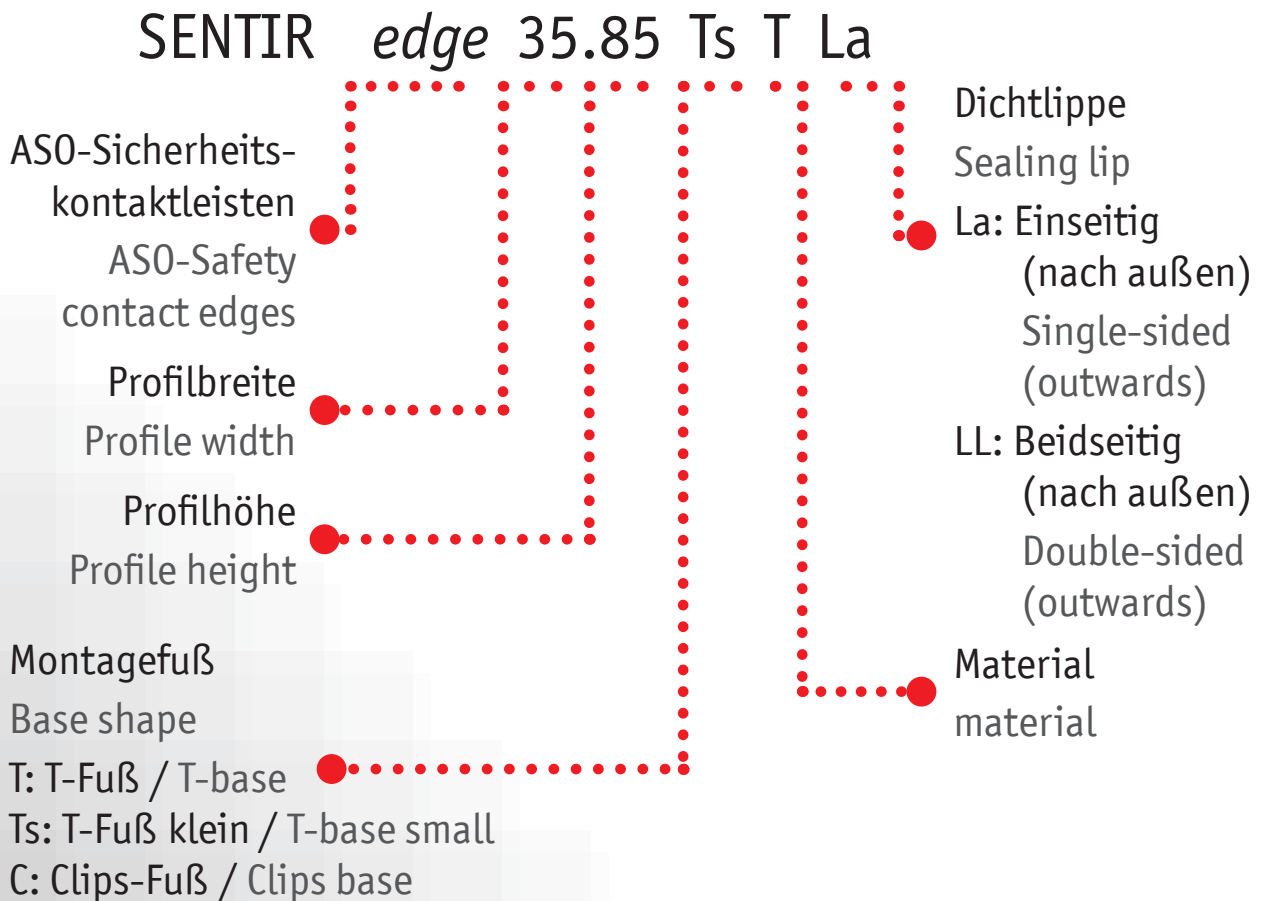 SENTIR edge 35.85 Ts T La
ASO-Sicherheits-
kontaktleisten
ASO-Safety
contact edges
Profilbreite
Profile width
Profilhöhe
Profile height
Montagefuß
Base shape
T: T-Fuß / T-base
Ts: T-Fuß klein / T-base small
C: Clips-Fuß / Clips base
Dichtlippe
Sealing lip
La: Einseitig
(nach außen)
Single-sided
(outwards)
LL: Beidseitig
(nach außen)
Double-sided
(outwards)
Material
material